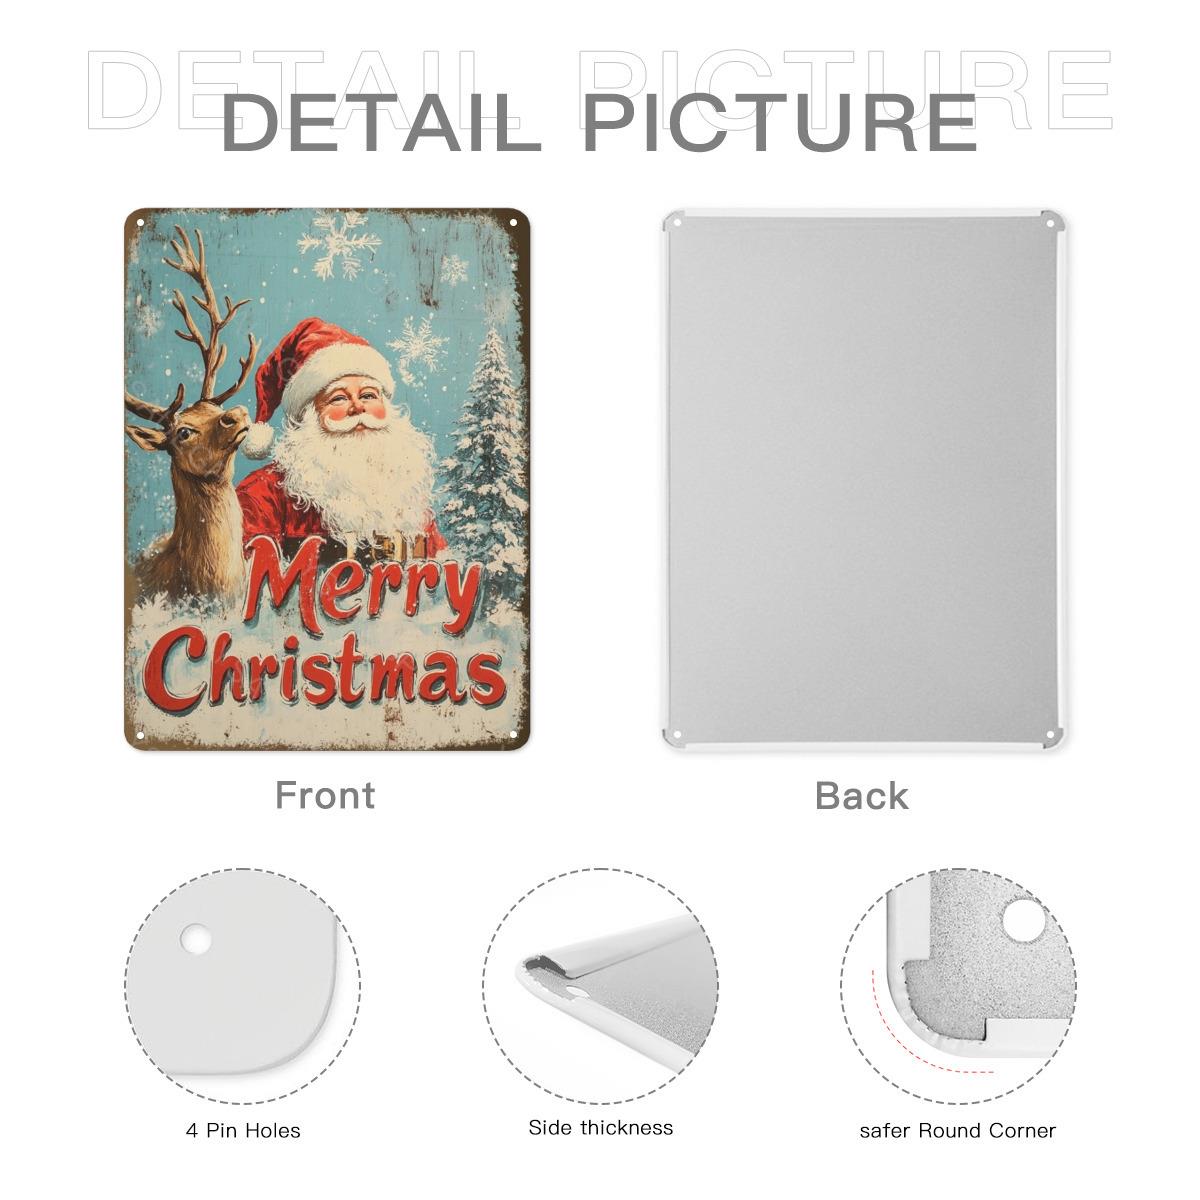 DETAIL PICTURE
DETAIL PICTURE
Merry
Christmas
Front
Back
4 Pin Holes
Side thickness
safer Round Corner